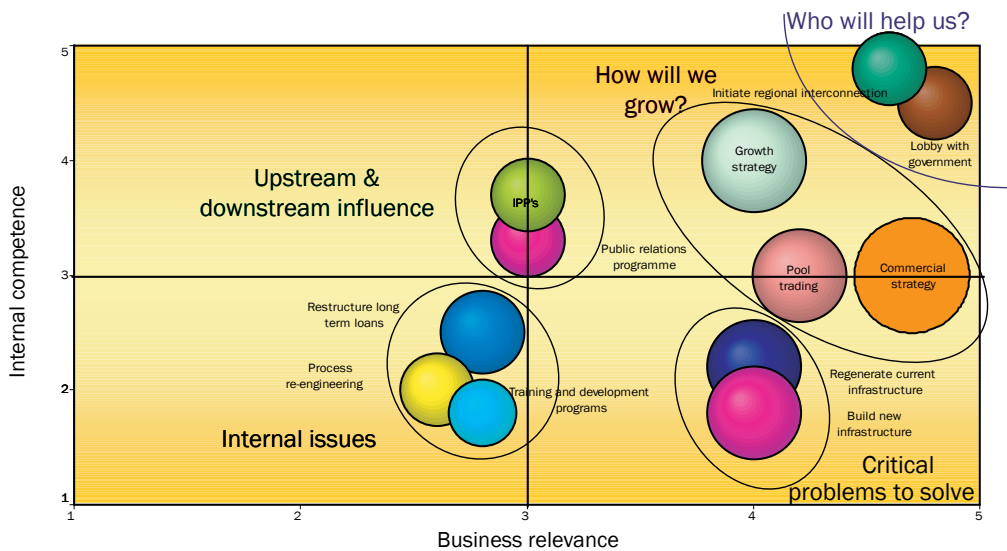 Who will help us?
5
How will we
grow?
Initiate regional interconnection
Lobby with
government
Growth
strategy
4
Upstream &
downstream influence
IPP's
Public relations
programme
Pool
trading
Commercial
strategy
3
Internal competence
Restructure long
term loans
Process
re-engineering
Training and development
programs
Regenerate current
infrastructure
Build new
infrastructure
2
Internal issues
Critical
problems to solve
1
1
2
3
4
5
Business relevance